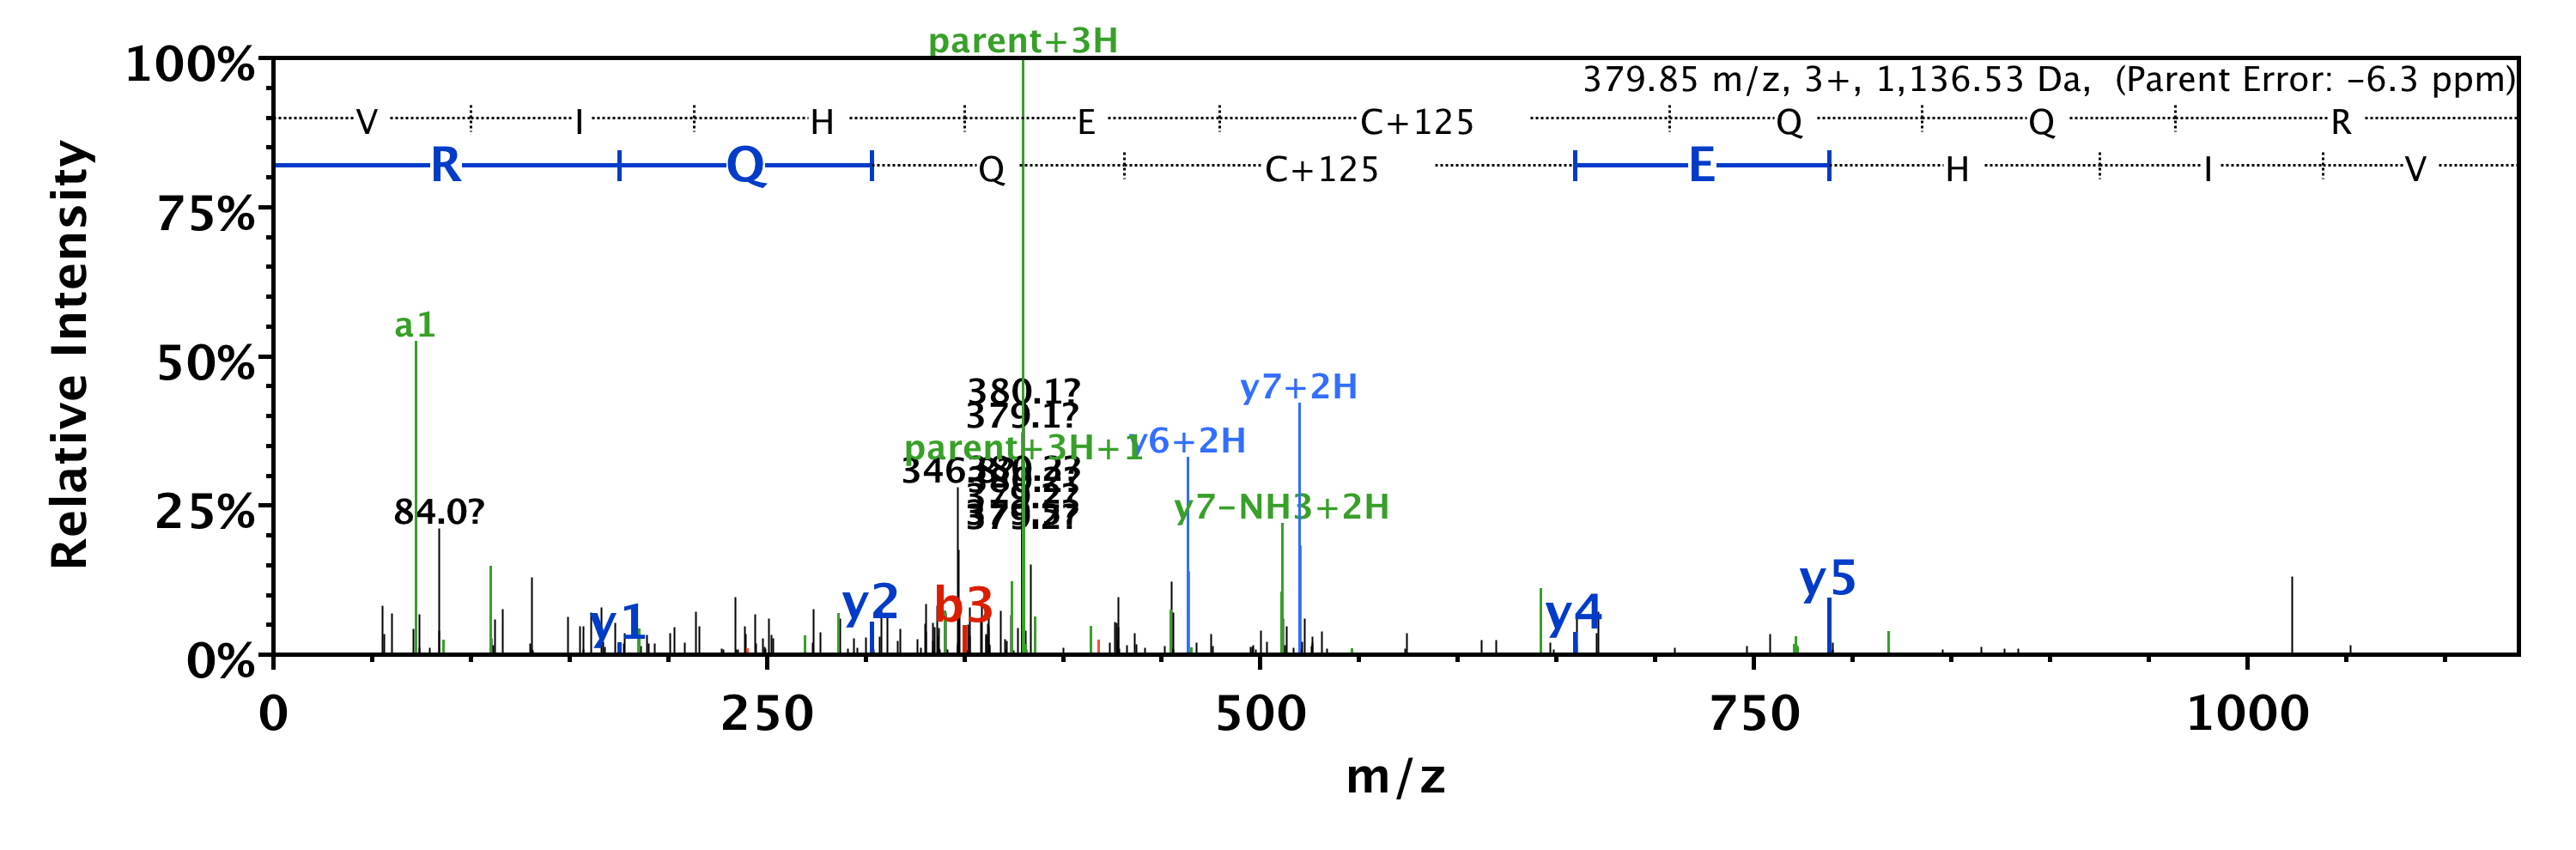 parent+3H
100%
379.85 m/z, 3+, 1,136.53 Da, (Parent Error: −6.3 ppm)
V I H E C+125 Q Q R
R Q Q C+125 E H I V
75%
50%
25%
0%
Relative Intensity
a1
380.1?
y7+2H
379.1?
parent+3H+1
y6+2H
84.0?
379.2?
y7−NH3+2H
b3
y2
y1
y5
y4
0
250
500
750
1000
m/z